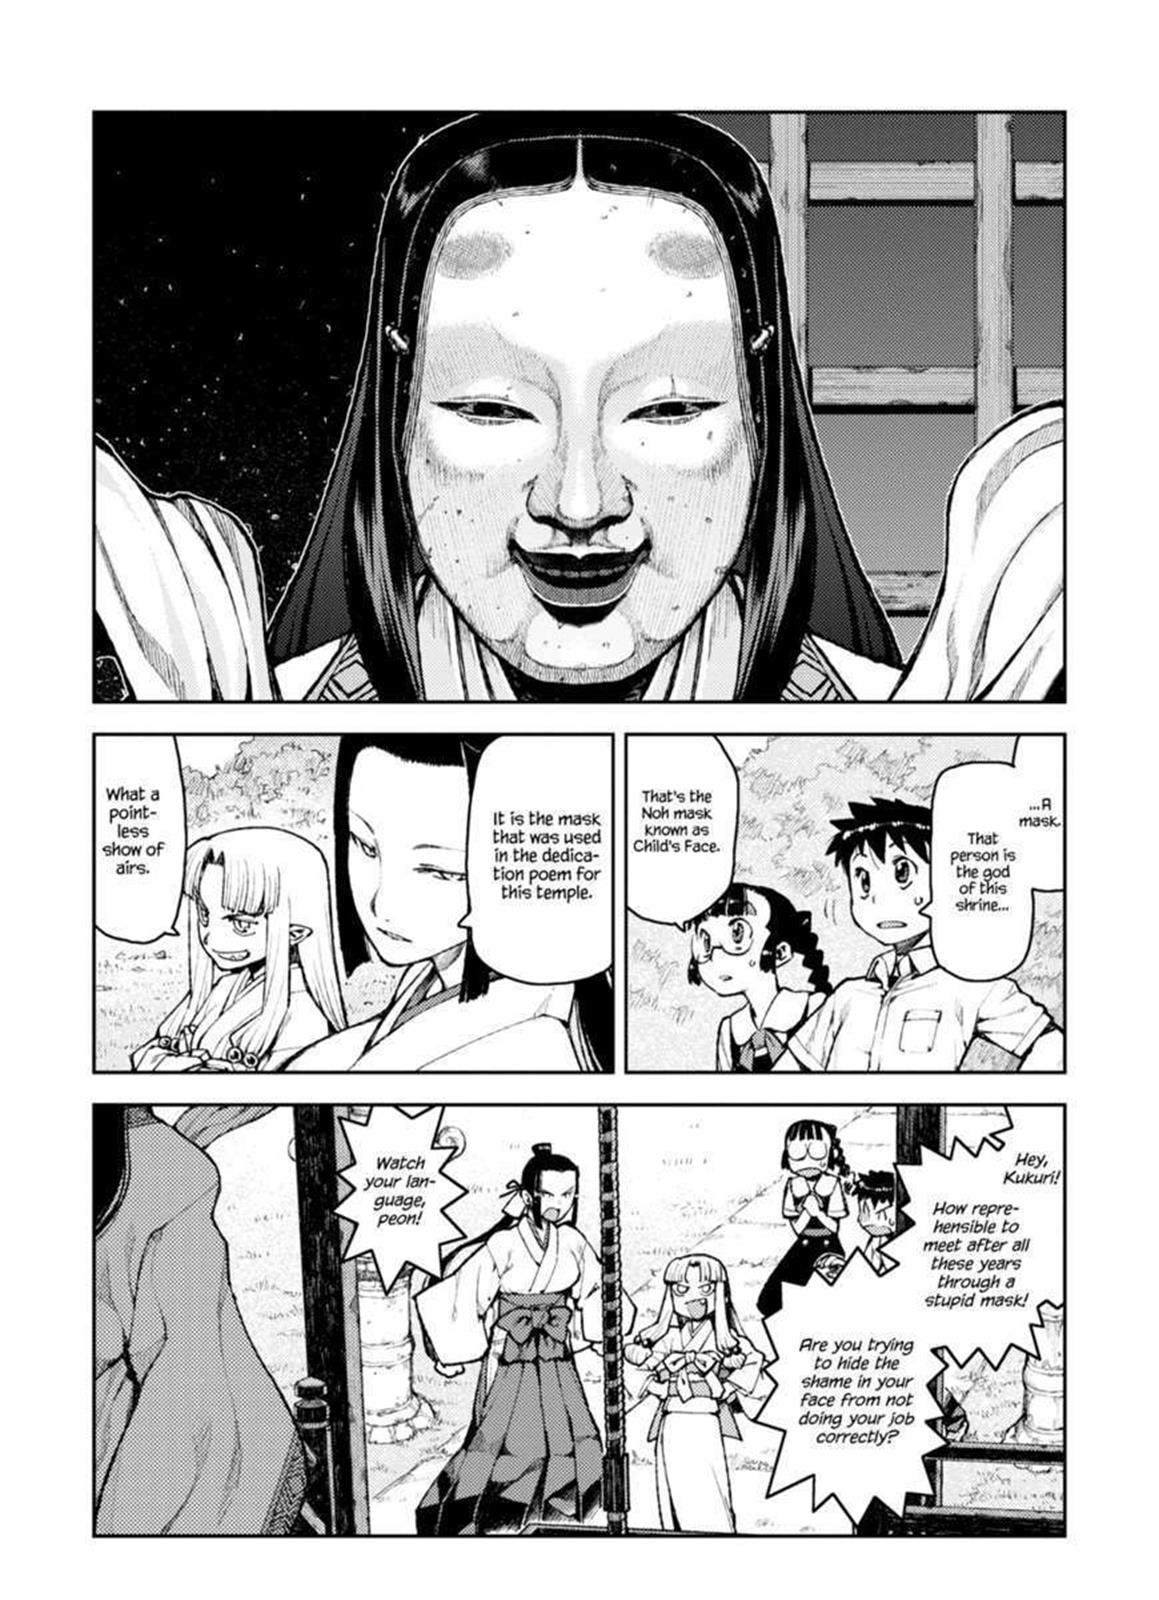 ...A
mask.
That
person is
the god
of this
shrine...
That's the
Noh mask
known as
Child's Face.
It is the mask
that was used
in the dedica-
tion poem for
this temple.
What a
point-
less
show of
airs.
Hey,
Kukuri!
How repre-
hensible to
meet after all
these years
through a
stupid mask!
Are you trying
to hide the
shame in your
face from not
doing your job
correctly?
Watch
your lan-
guage,
peon!